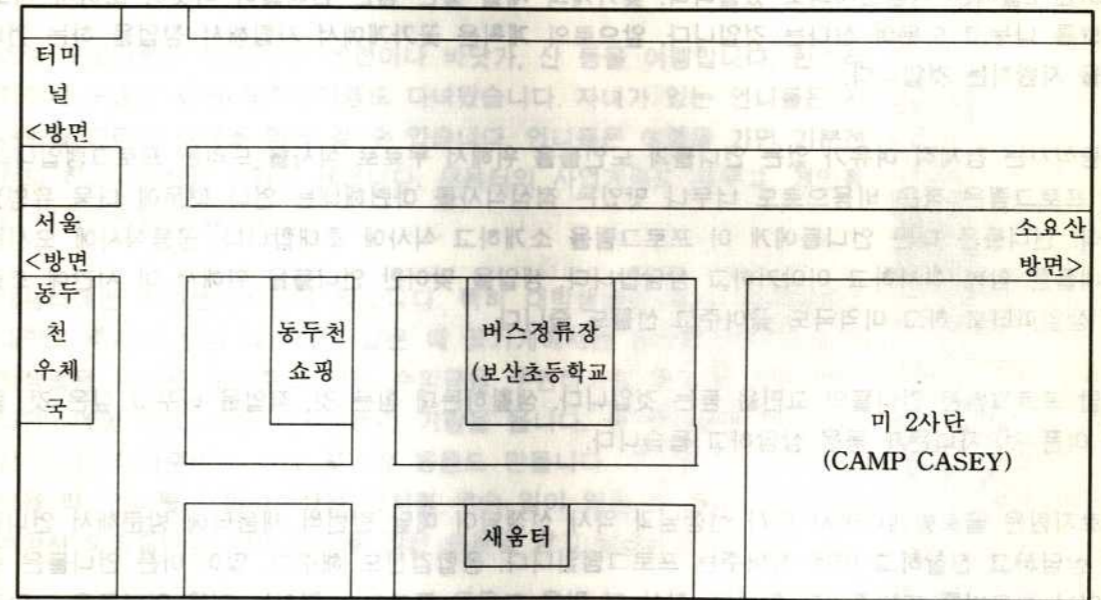 터미
널
<방면
서울
<방면
소요산
방면>
동두
천
우체
국
동두천
쇼핑
버스정류장
(보산초등학교
미 2사단
(CAMP CASEY)
새움터